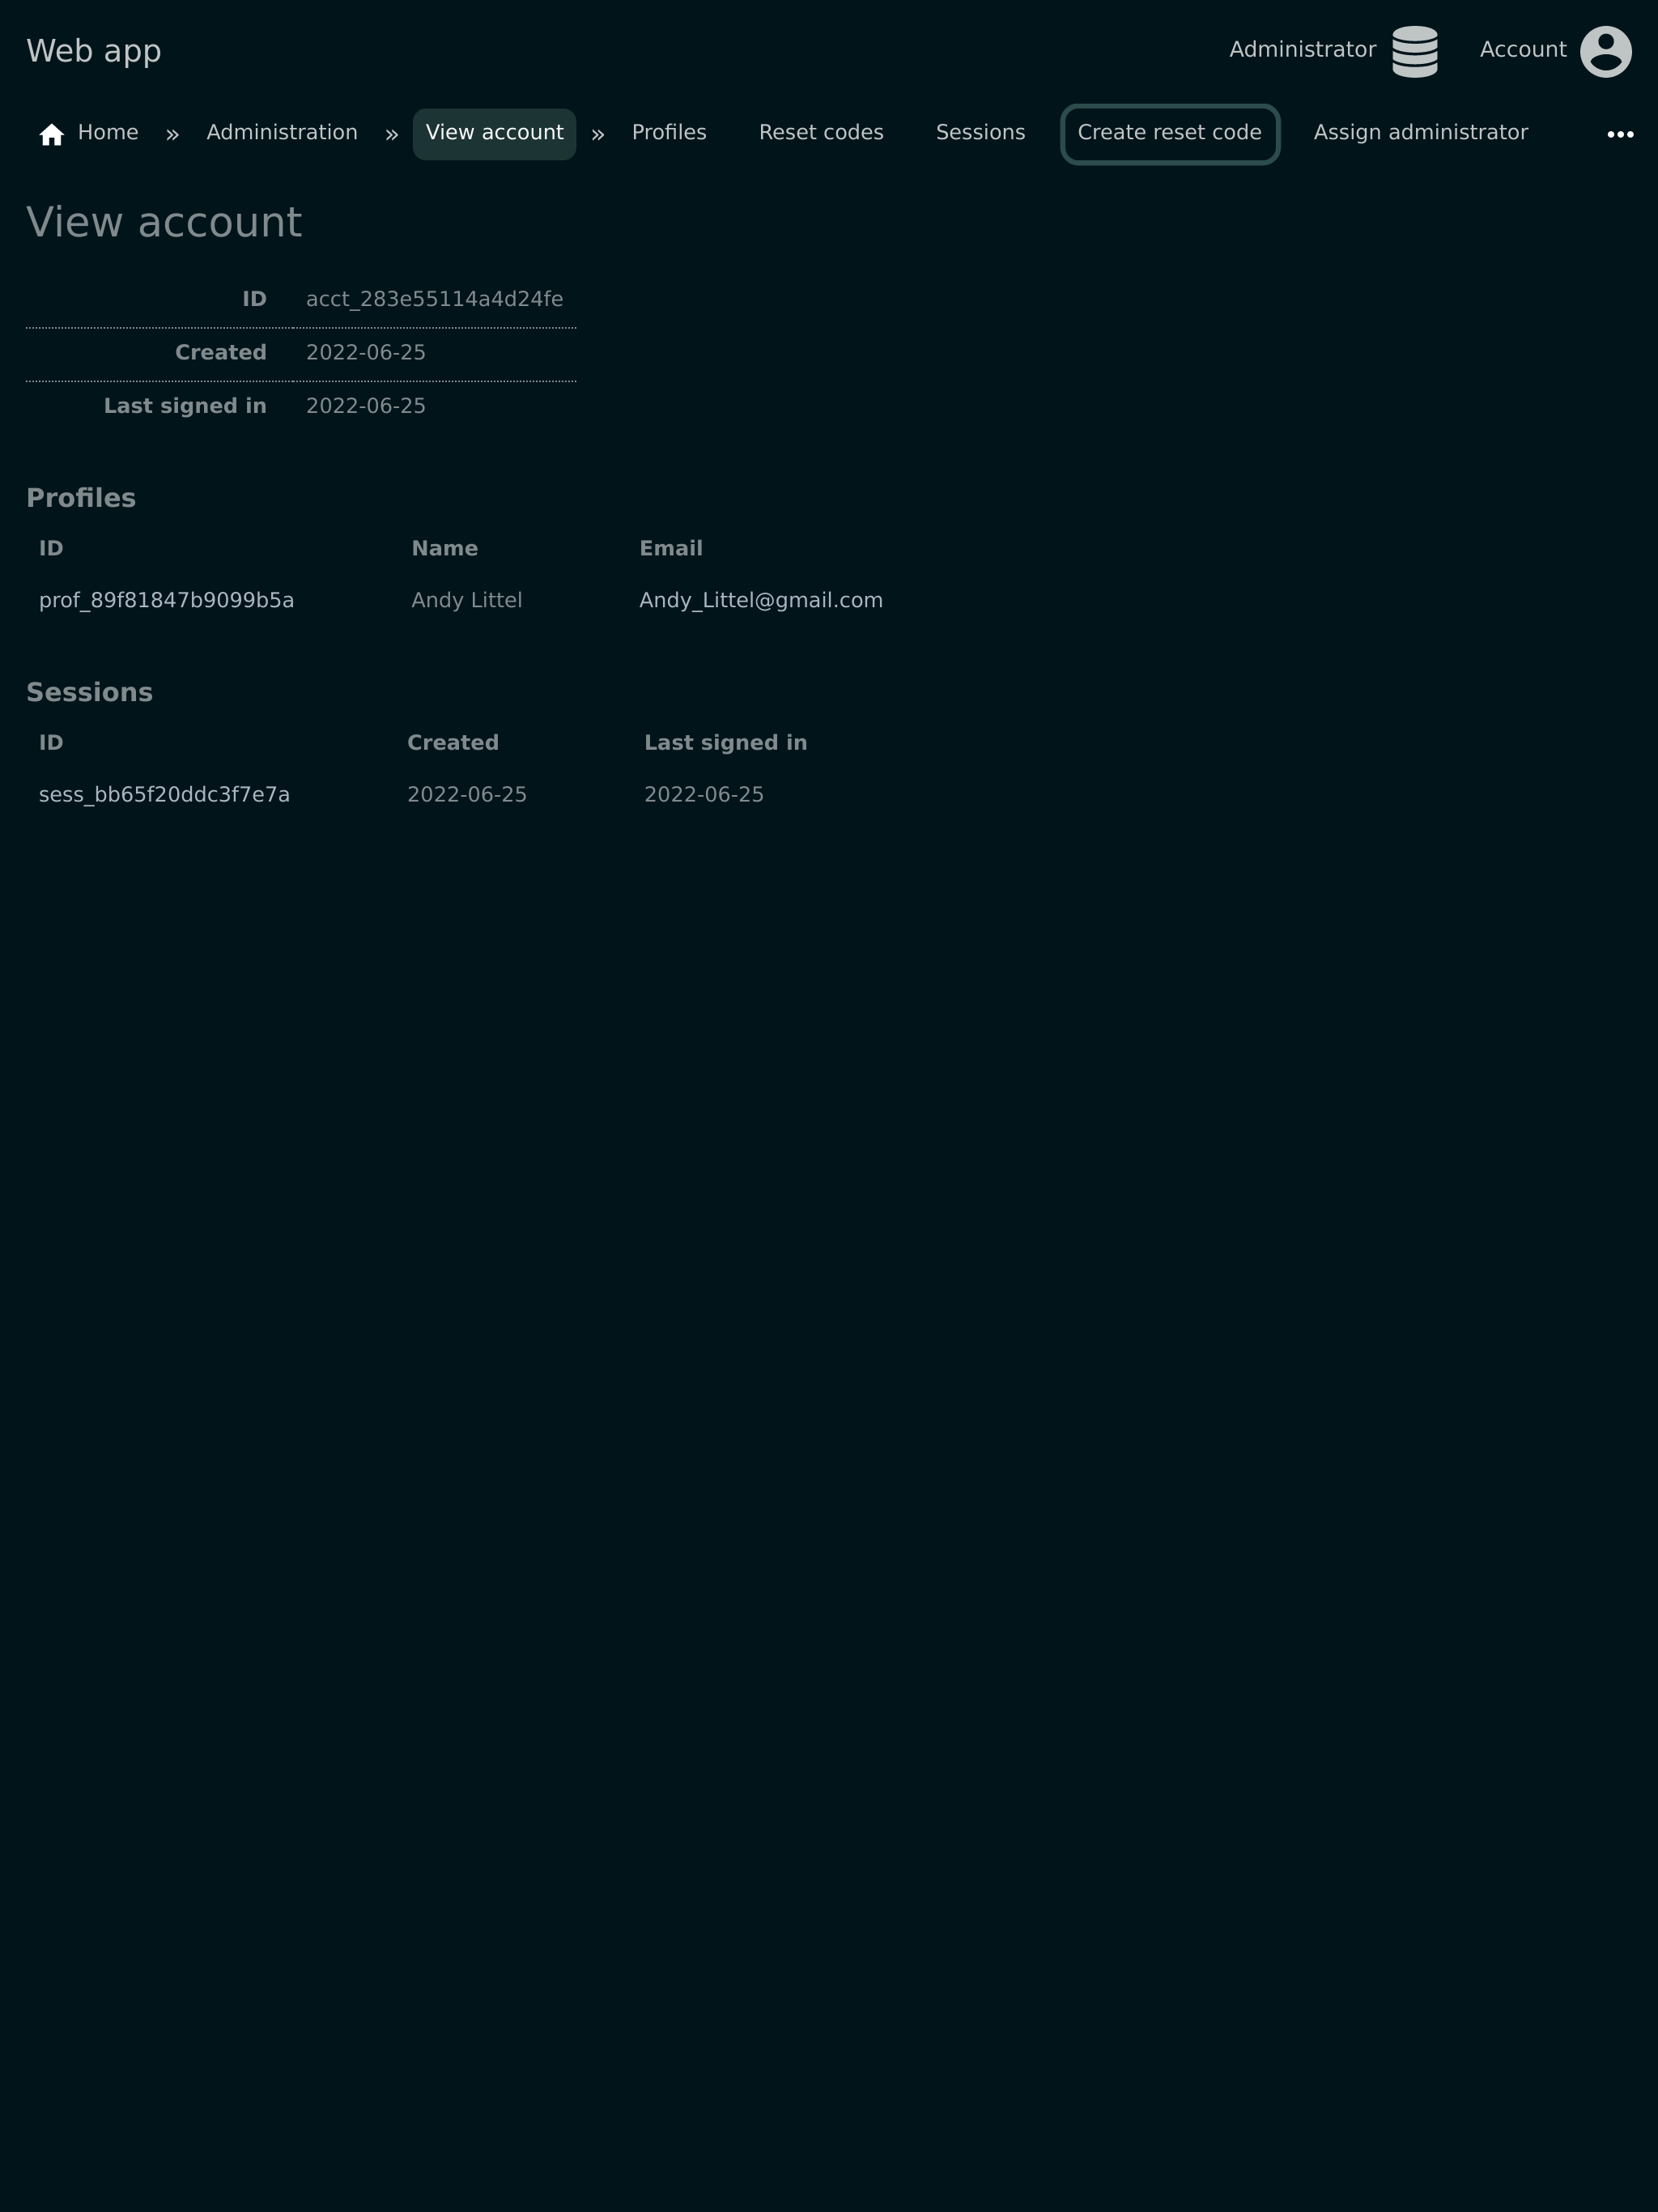 Web app
Administrator
Account
Home » Administration » View account » Profiles Reset codes Sessions Create reset code Assign administrator
View account
ID acct_283e55114a4d24fe
Created 2022-06-25
Last signed in 2022-06-25
Profiles
ID Name Email
prof_89f81847b9099b5a Andy Littel Andy_Littel@gmail.com
Sessions
ID Created Last signed in
sess_bb65f20ddc3f7e7a 2022-06-25 2022-06-25